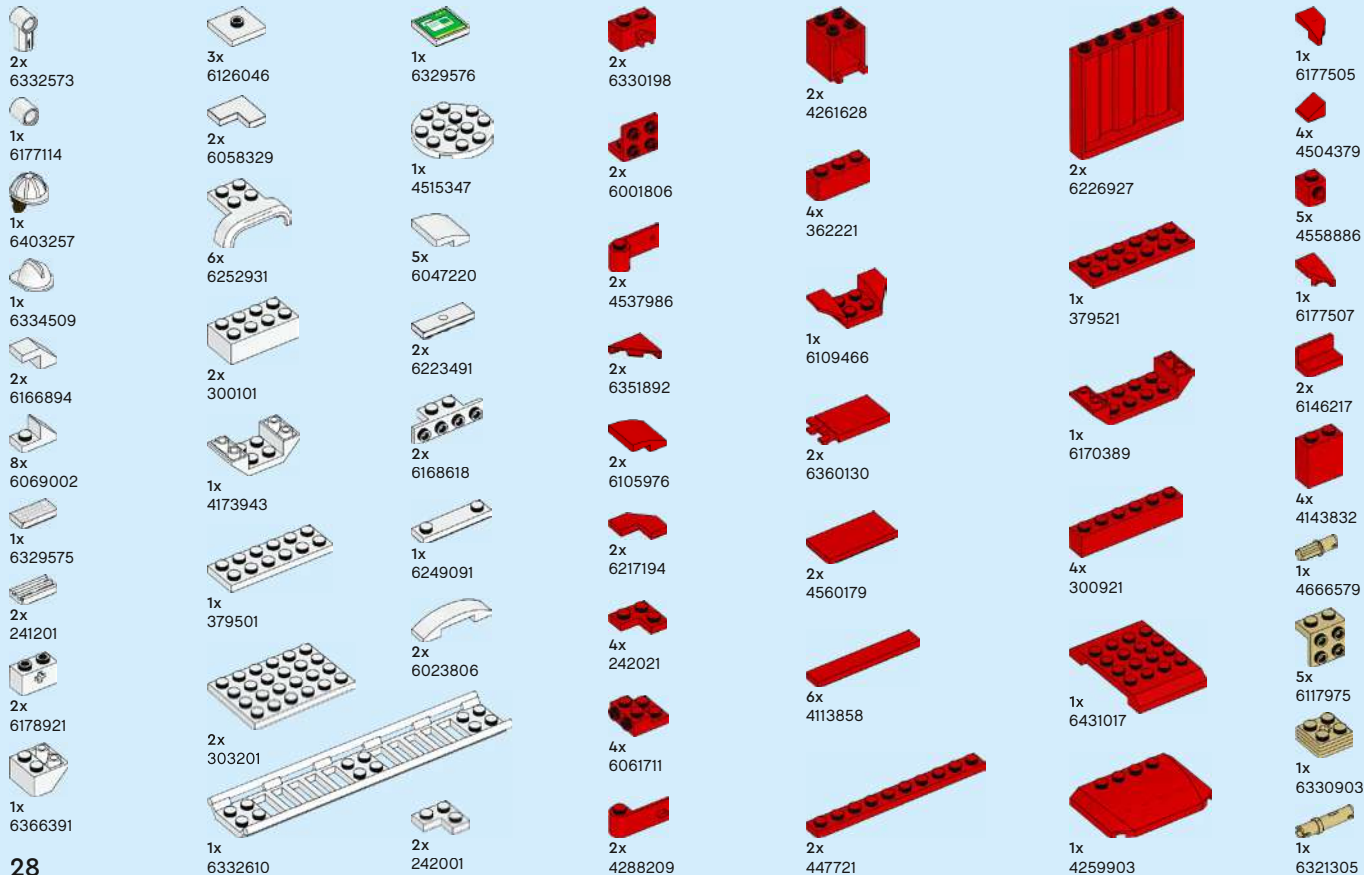 2x
6332573
1x
6177114
1x
6403257
1x
6334509
2x
6166894
8x
6069002
1x
6329575
2x
241201
2x
6178921
1x
6366391
28
3x
6126046
2x
6058329
6x
6252931
2x
300101
1x
4173943
1x
379501
2x
303201
1x
6332610
1x
6329576
1x
4515347
5x
6047220
2x
6223491
2x
6168618
1x
6249091
2x
6023806
2x
242001
2x
6330198
2x
6001806
2x
4537986
2x
6351892
2x
6105976
2x
6217194
4x
242021
4x
6061711
2x
4288209
2x
4261628
4x
362221
1x
6109466
2x
6360130
2x
4560179
6x
4113858
2x
447721
2x
6226927
1x
379521
1x
6170389
4x
300921
1x
6431017
1x
4259903
1x
6177505
4x
4504379
5x
4558886
1x
6177507
2x
6146217
4x
4143832
1x
4666579
5x
6117975
1x
6330903
1x
6321305